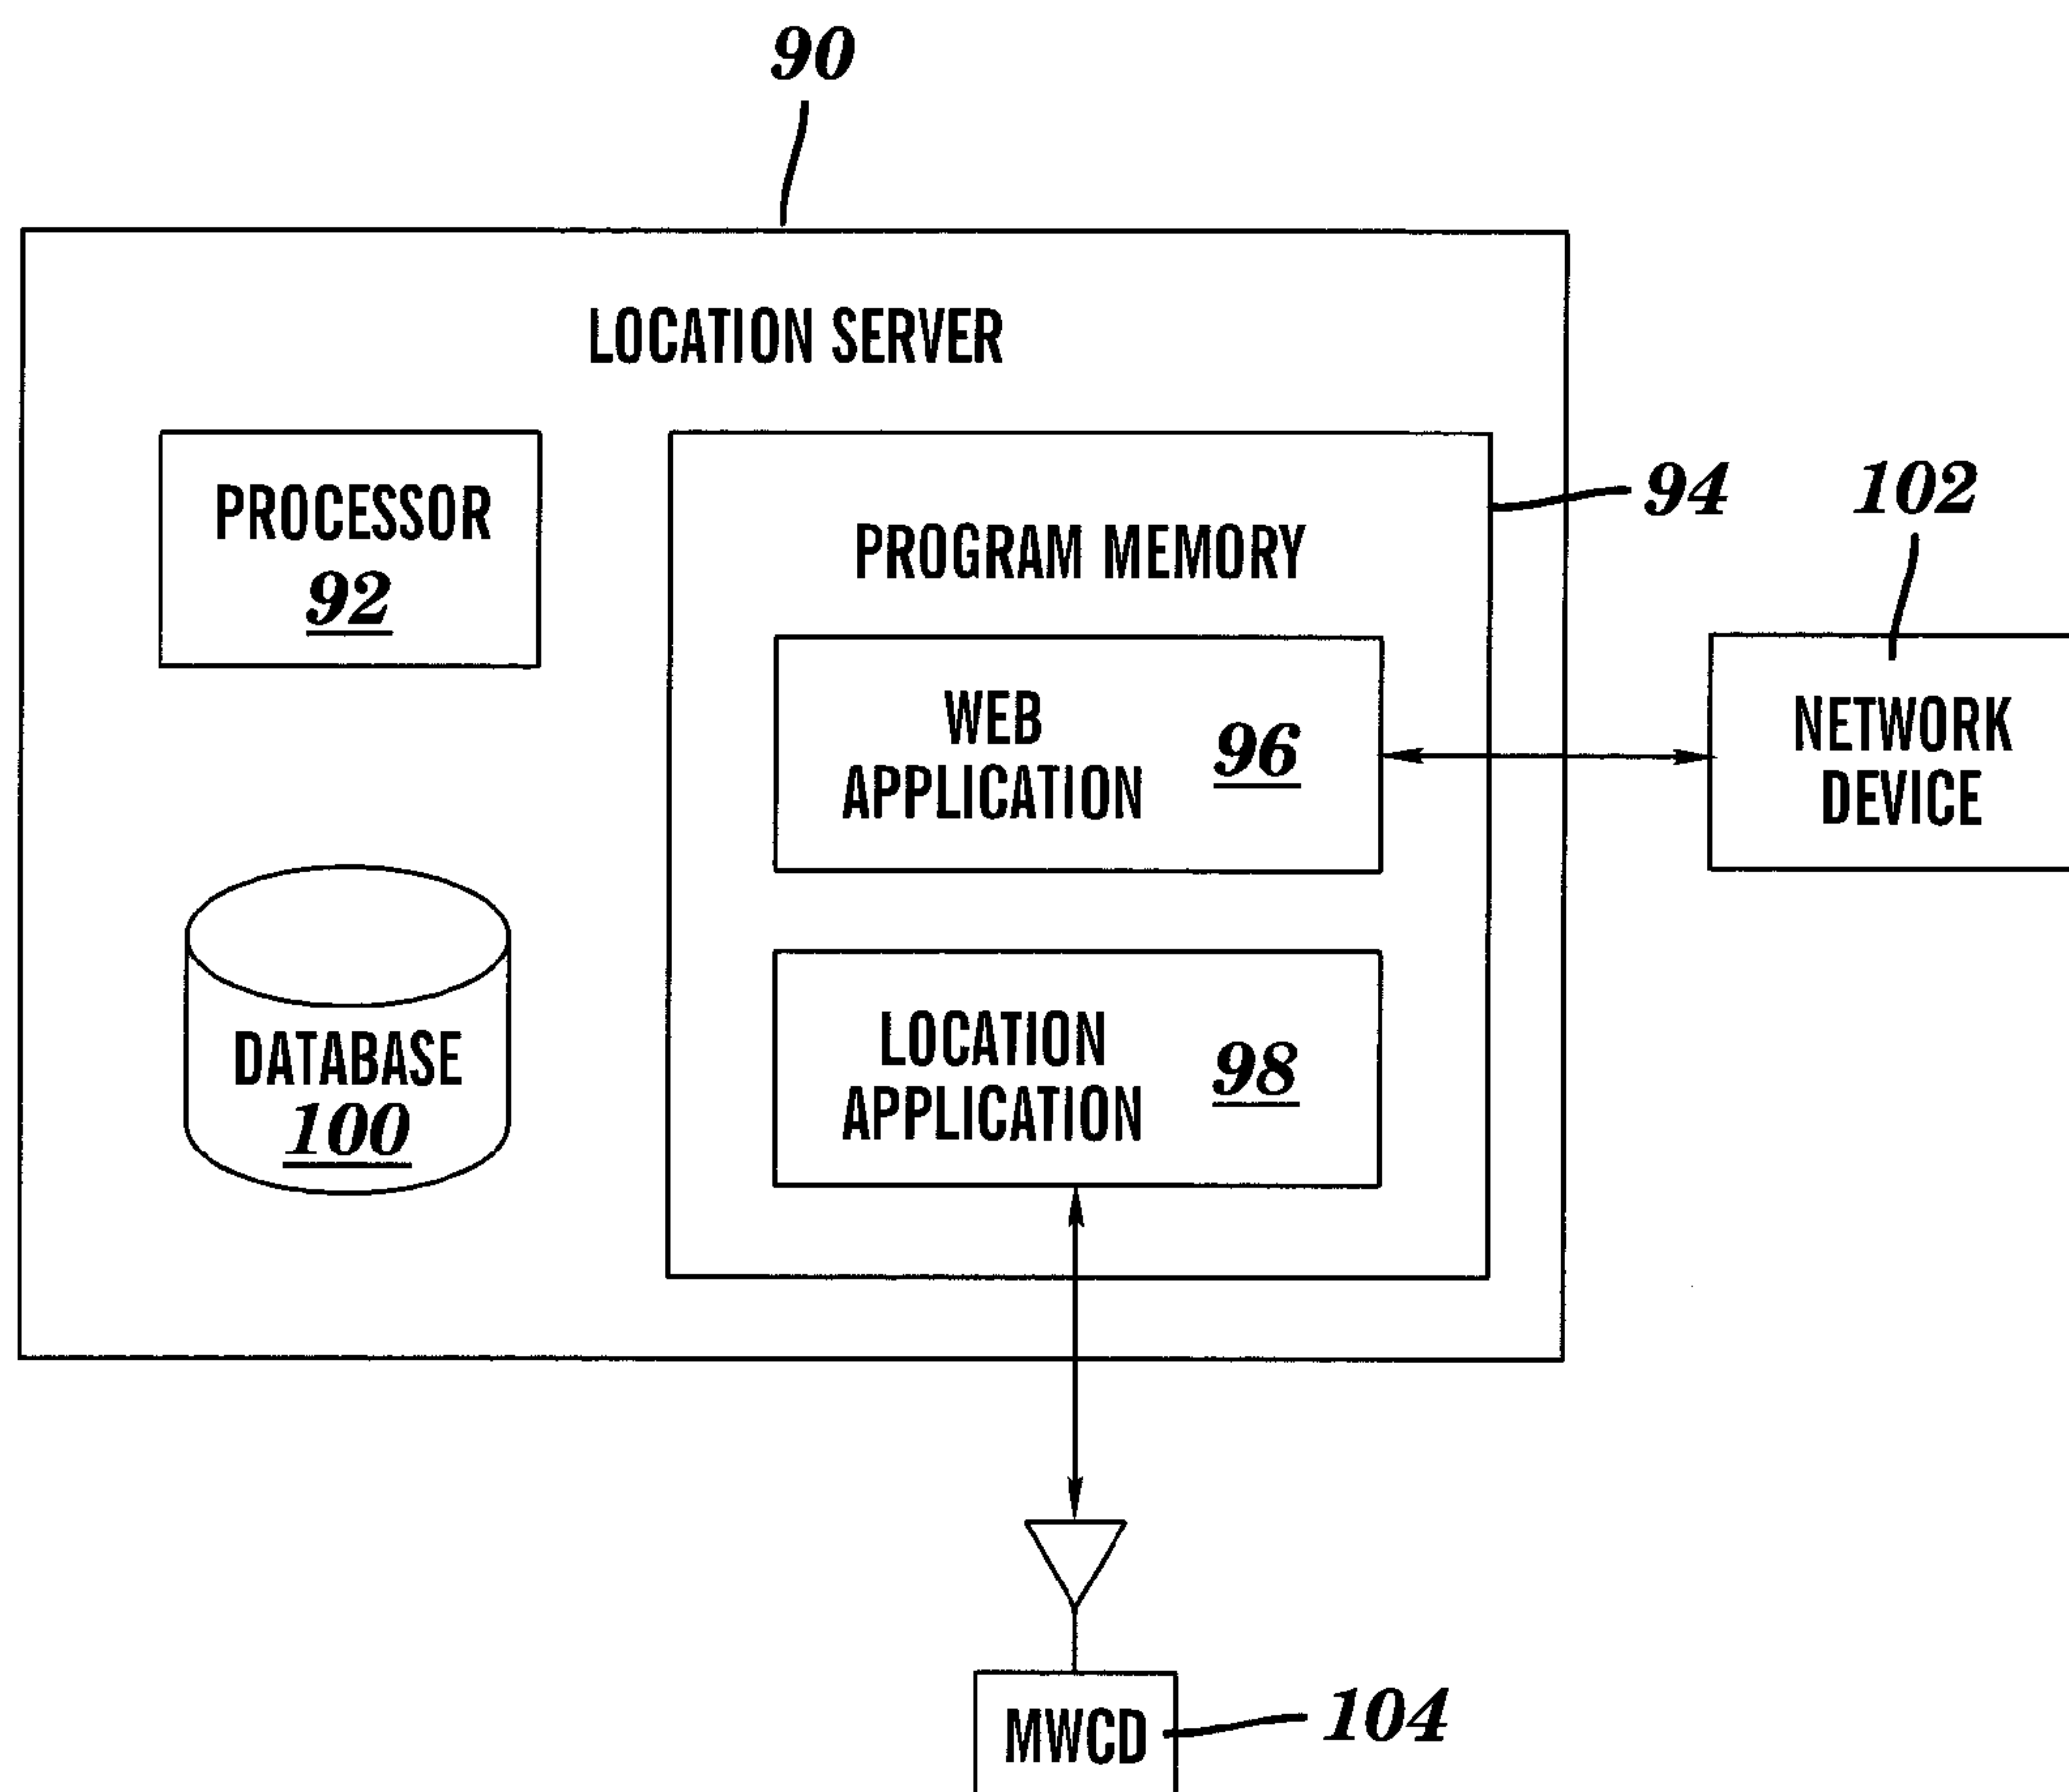 90
LOCATION SERVER
PROCESSOR
92
PROGRAM MEMORY
94
102
WEB
APPLICATION
96
NETWORK
DEVICE
DATABASE
100
LOCATION
APPLICATION
98
MWCD
104